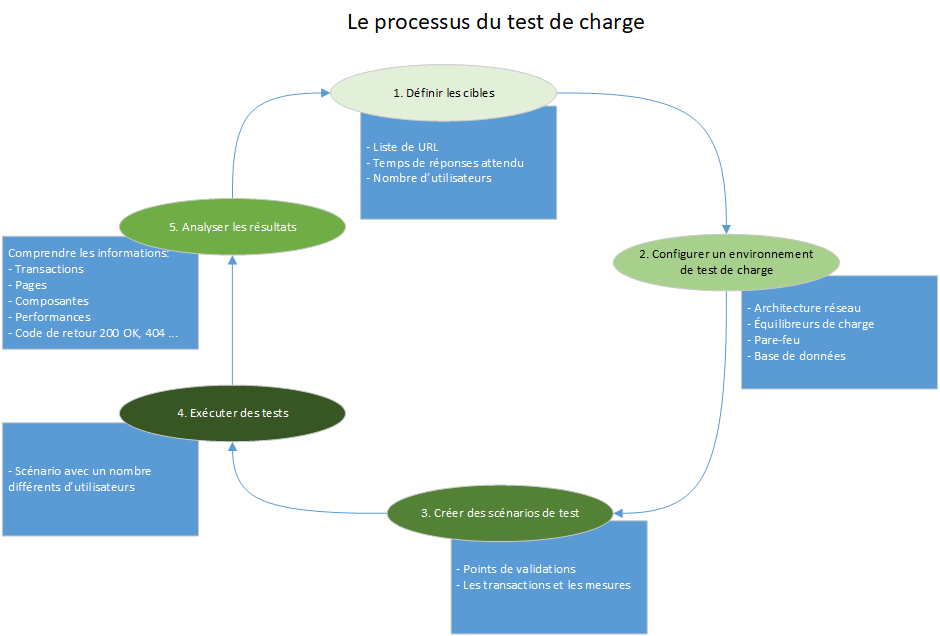 Le processus du test de charge
1. Définir les cibles
- Liste de URL
- Temps de réponses attendu
- Nombre d'utilisateurs
2. Configurer un environnement
de test de charge
- Architecture réseau
- Équilibreurs de charge
- Pare-feu
- Base de données
3. Créer des scénarios de test
- Points de validations
- Les transactions et les mesures
4. Exécuter des tests
- Scénario avec un nombre
différents d'utilisateurs
5. Analyser les résultats
Comprendre les informations:
- Transactions
- Pages
- Composantes
- Performances
- Code de retour 200 OK, 404 ...